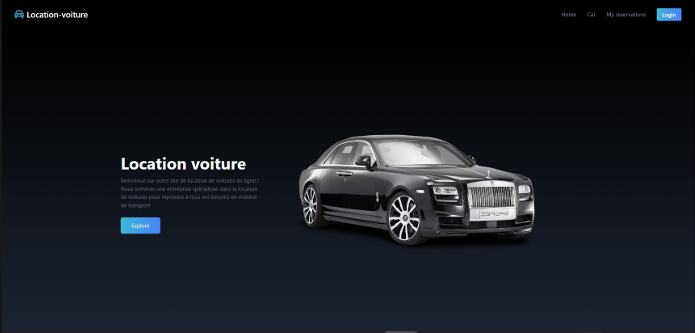 Location-voiture
Home
Car
My reservations
Login
Location voiture
Bienvenue sur notre site de location de voitures en ligne !
Nous sommes une entreprise spécialisée dans la location
de voitures pour répondre à tous vos besoins en matière
de transport
Explore